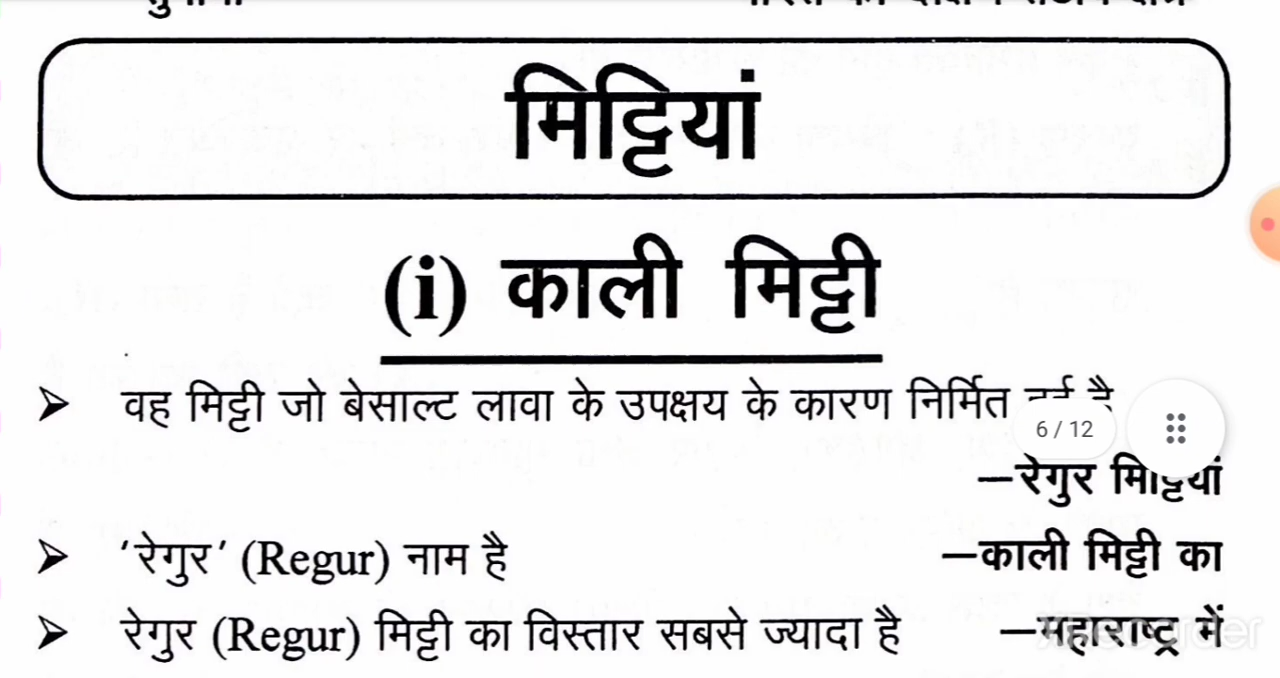 मिट्टियां
(i) काली मिट्टी
➤ वह मिट्टी जो बेसाल्ट लावा के उपक्षय के कारण निर्मित हुई है
6 / 12
–रेगुर मिट्टियां
➤ 'रेगुर' (Regur) नाम है –काली मिट्टी का
➤ रेगुर (Regur) मिट्टी का विस्तार सबसे ज्यादा है –महाराष्ट्र में